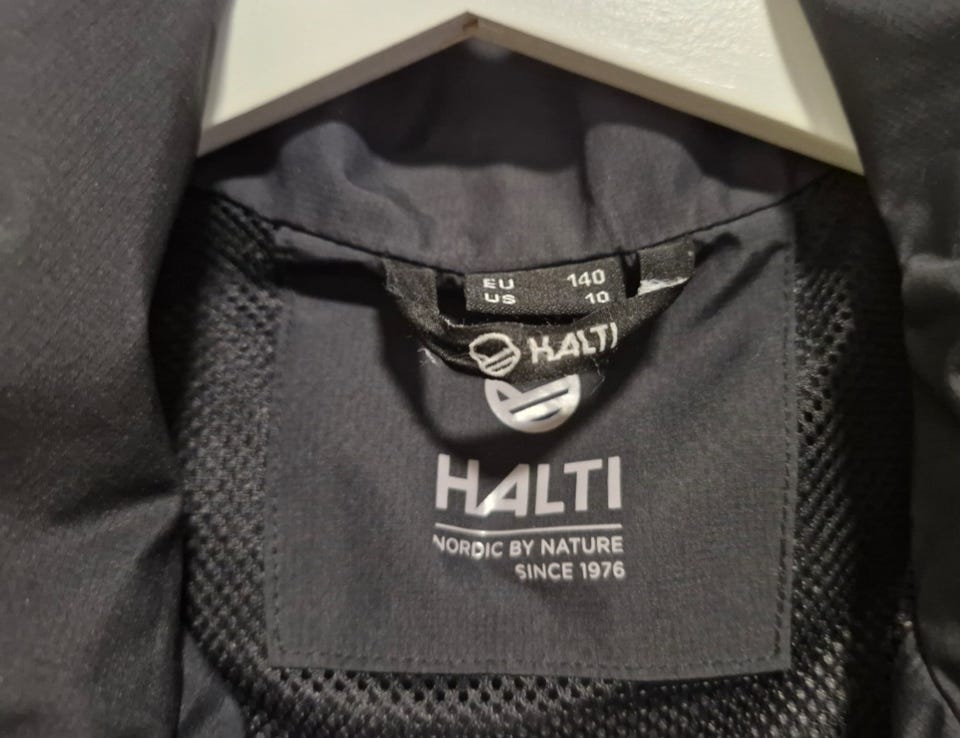 EU 140
US 10
HALTI
HALTI
NORDIC BY NATURE
SINCE 1976